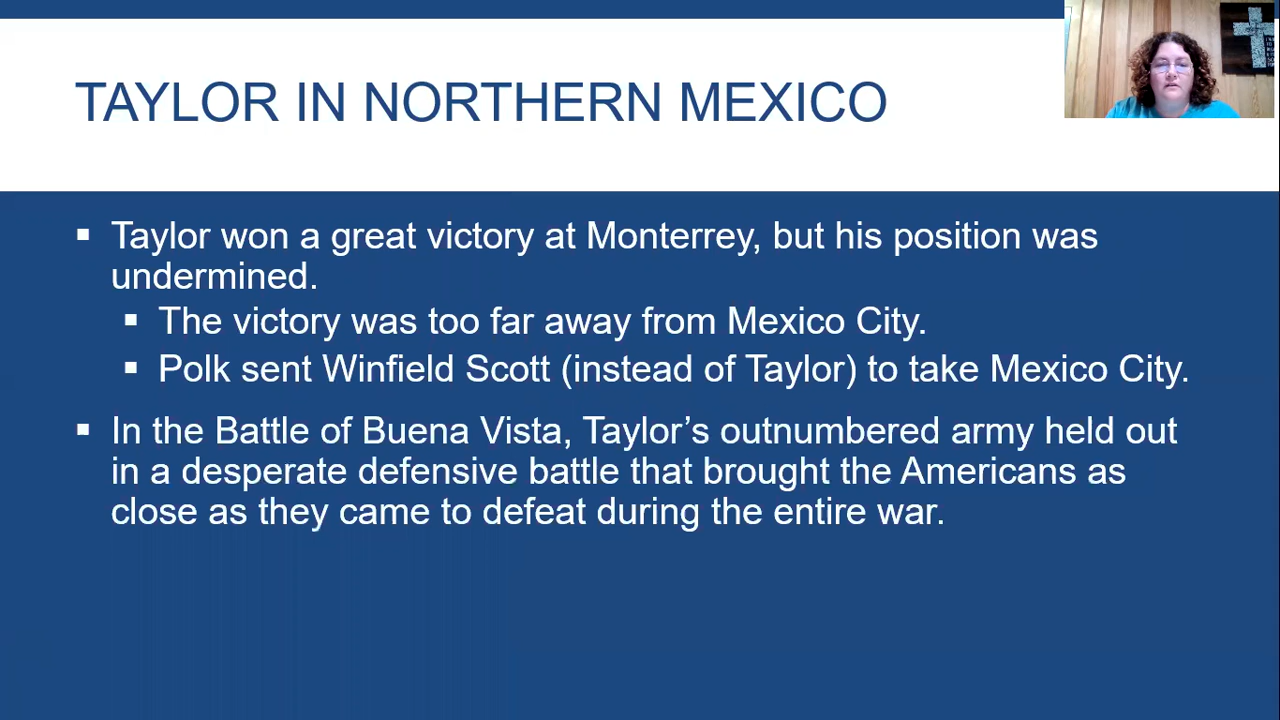 TAYLOR IN NORTHERN MEXICO
▪ Taylor won a great victory at Monterrey, but his position was
undermined.
▪ The victory was too far away from Mexico City.
▪ Polk sent Winfield Scott (instead of Taylor) to take Mexico City.
▪ In the Battle of Buena Vista, Taylor’s outnumbered army held out
in a desperate defensive battle that brought the Americans as
close as they came to defeat during the entire war.